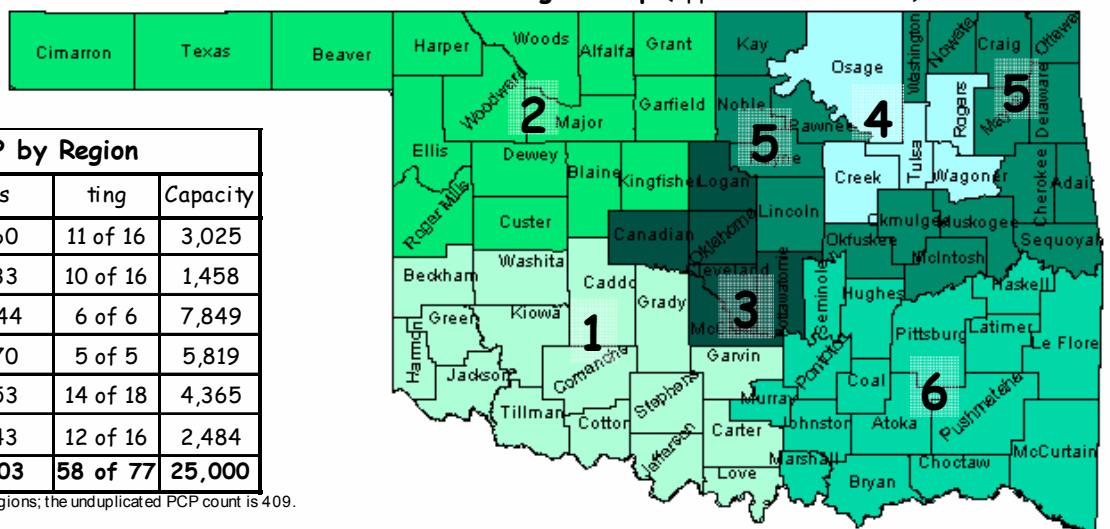 P by Region
s ting Capacity
60 11 of 16 3,025
33 10 of 16 1,458
44 6 of 6 7,849
70 5 of 5 5,819
53 14 of 18 4,365
43 12 of 16 2,484
03 58 of 77 25,000
gions; the unduplicated PCP count is 409.
Cimarron Texas Beaver Harper Woods Alfalfa Grant Kay Osage Washington Nowata Craig Ottawa
Woodward 2 Major Garfield Noble Pawnee 5 4 Rogers 5 Delaware
Ellis Dewey Blaine Kingfishe Logan Creek Tulsa Wagoner Cherokee Adair
Roger Mills Custer Canadian Oklahoma Lincoln Okmulgee Muskogee Sequoyah
Okfuskee McIntosh
Beckham Washita Caddo Grady Cleveland 3 Pottawatomie Seminole Hughes Haskell
Green Kiowa 1 Pittsburg Latimer Le Flore
Harmon Jackson Comanche Garvin Pontoto Coal 6 Pushmataha
Tillman Cotton Stephens Murray Johnston Atoka McCurtain
Jefferson Carter Love Marshall Bryan Choctaw